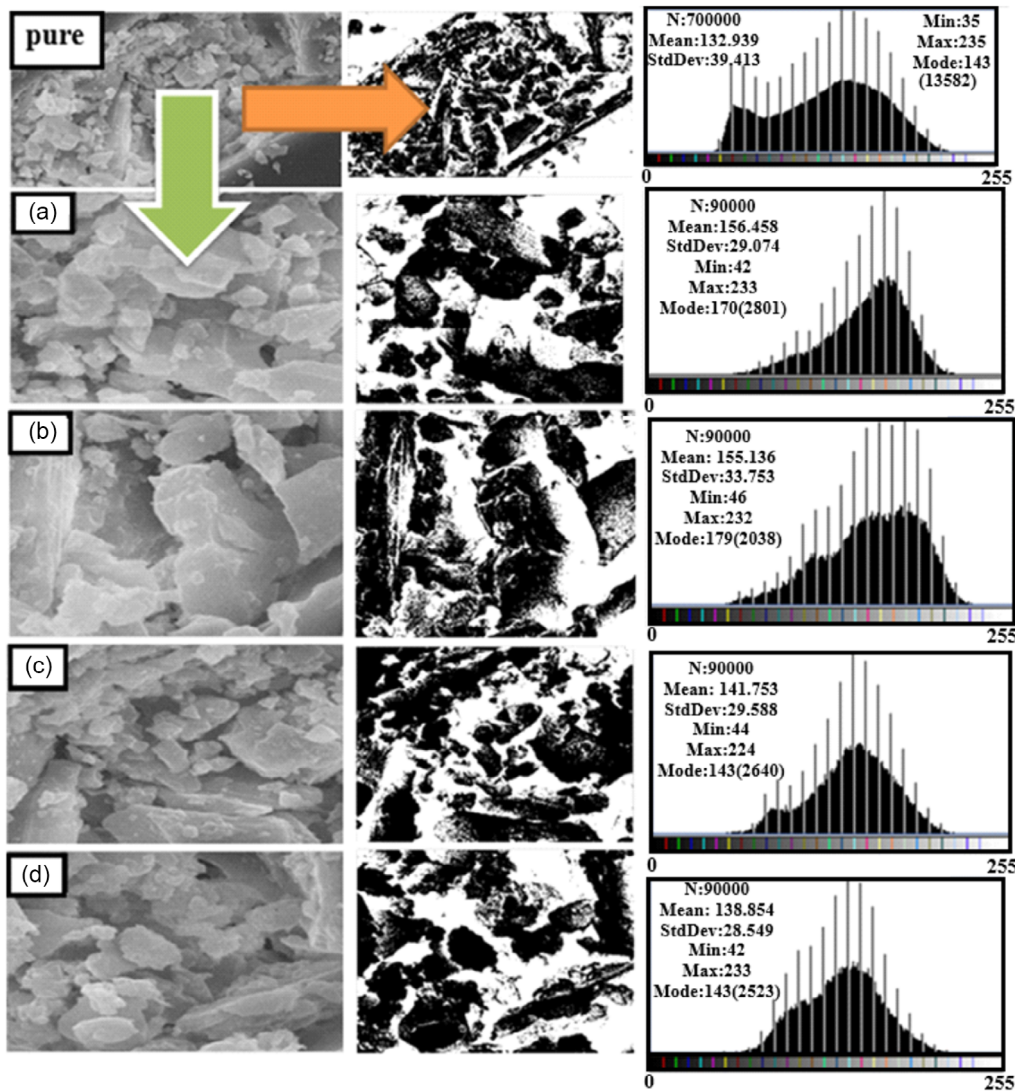 pure
N:700000
Mean:132.939
StdDev:39.413
Min:35
Max:235
Mode:143
(13582)
255
(a)
N:90000
Mean:156.458
StdDev:29.074
Min:42
Max:233
Mode:170(2801)
0
255
(b)
N:90000
Mean: 155.136
StdDev:33.753
Min:46
Max:232
Mode:179(2038)
0
255
(c)
N:90000
Mean: 141.753
StdDev:29.588
Min:44
Max:224
Mode:143(2640)
0
255
(d)
N:90000
Mean: 138.854
StdDev:28.549
Min:42
Max:233
Mode:143(2523)
0
255